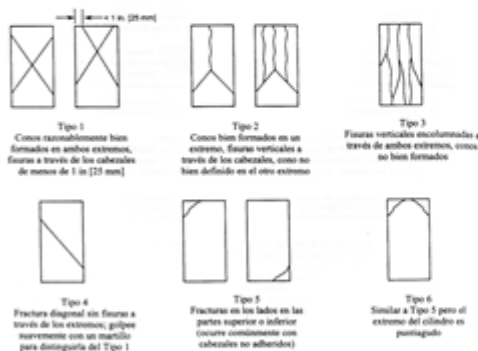 < 1 in. [25 mm]
Tipo 1
Conos razonablemente bien
formados en ambos extremos,
fisuras a través de los cabezales
de menos de 1 in [25 mm]
Tipo 2
Conos bien formados en un
extremo, fisuras verticales a
través de los cabezales, cono no
bien definido en el otro extremo
Tipo 3
Fisuras verticales encolumnadas a
través de ambos extremos, conos
no bien formados
Tipo 4
Fractura diagonal sin fisuras a
través de los extremos; golpee
suavemente con un martillo
para distinguirla del Tipo 1
Tipo 5
Fracturas en los lados en las
partes superior o inferior
(ocurre comúnmente con
cabezales no adheridos)
Tipo 6
Similar a Tipo 5 pero el
extremo del cilindro es
puntiagudo